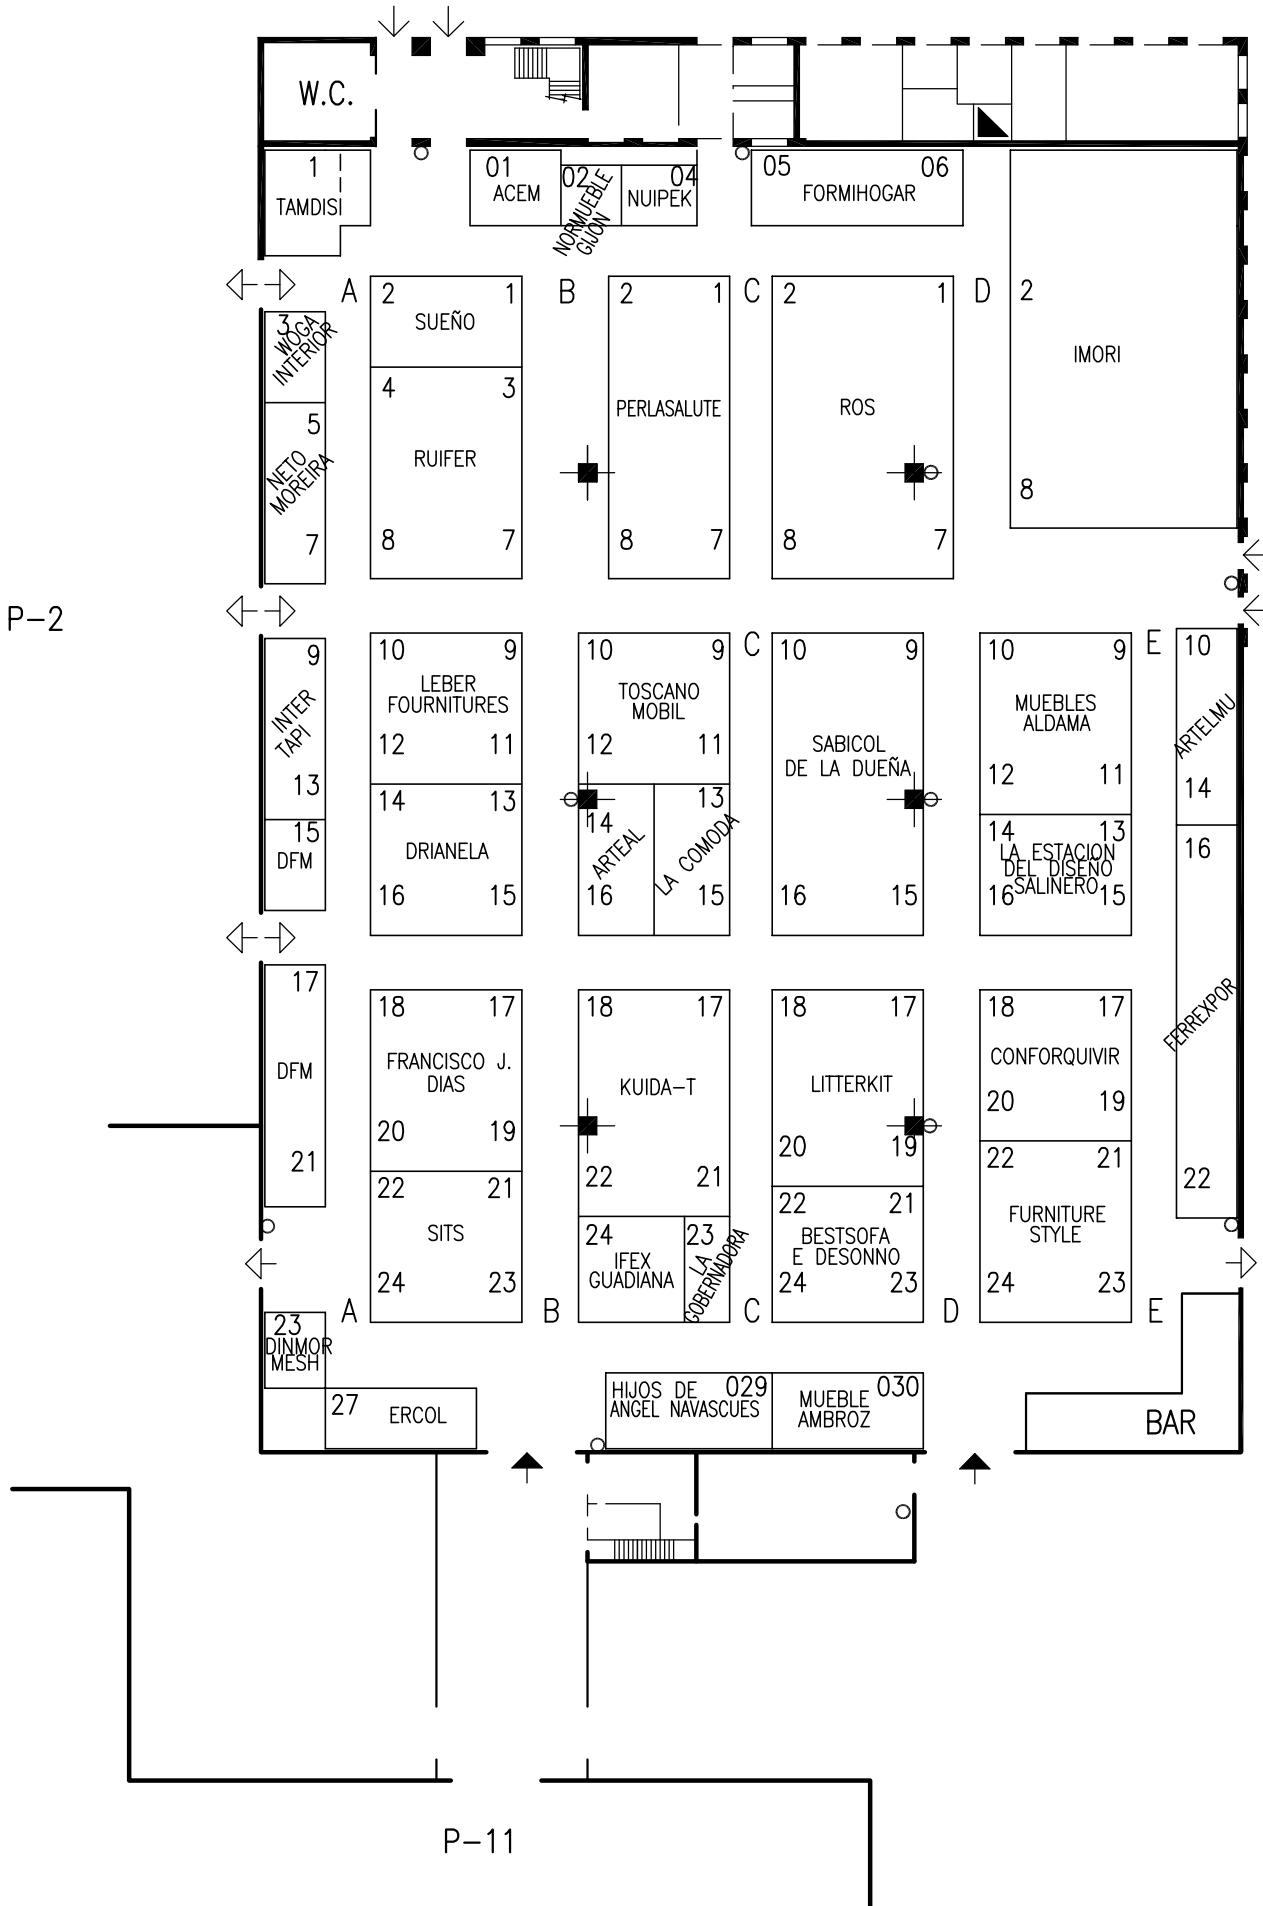 W.C.
1
TAMDISI
01
ACEM
02
NORMUEBLE
GIJON
04
NUIPEK
05
06
FORMIHOGAR
A
2
1
SUEÑO
B
2
1
C
2
1
D
2
IMORI
8
3
WOGA
INTERIOR
4
3
RUIFER
8
7
PERLASALUTE
8
7
ROS
8
7
5
NETO
MOREIRA
7
P-2
9
INTER
TAPI
13
15
DFM
10
9
LEBER
FOURNITURES
12
11
14
13
DRIANELA
16
15
10
9
TOSCANO
MOBIL
12
11
14
ARTEAL
16
13
LA COMODA
15
C
10
9
SABICOL
DE LA DUEÑA
16
15
10
9
MUEBLES
ALDAMA
12
11
14
13
LA ESTACION
DEL DISEÑO
SALINERO
16
15
E
10
ARTELMU
14
16
FERREXPOR
22
17
DFM
21
18
17
FRANCISCO J.
DIAS
20
19
22
21
SITS
24
23
18
17
KUIDA-T
22
21
24
IFEX
GUADIANA
23
LA
GOBERNADORA
18
17
LITTERKIT
20
19
22
21
BESTSOFA
E DESONNO
24
23
18
17
CONFORQUIVIR
20
19
22
21
FURNITURE
STYLE
24
23
A
B
C
D
E
23
DINMOR
MESH
27
ERCOL
HIJOS DE
ANGEL NAVASCUES
029
MUEBLE
AMBROZ
030
BAR
P-11